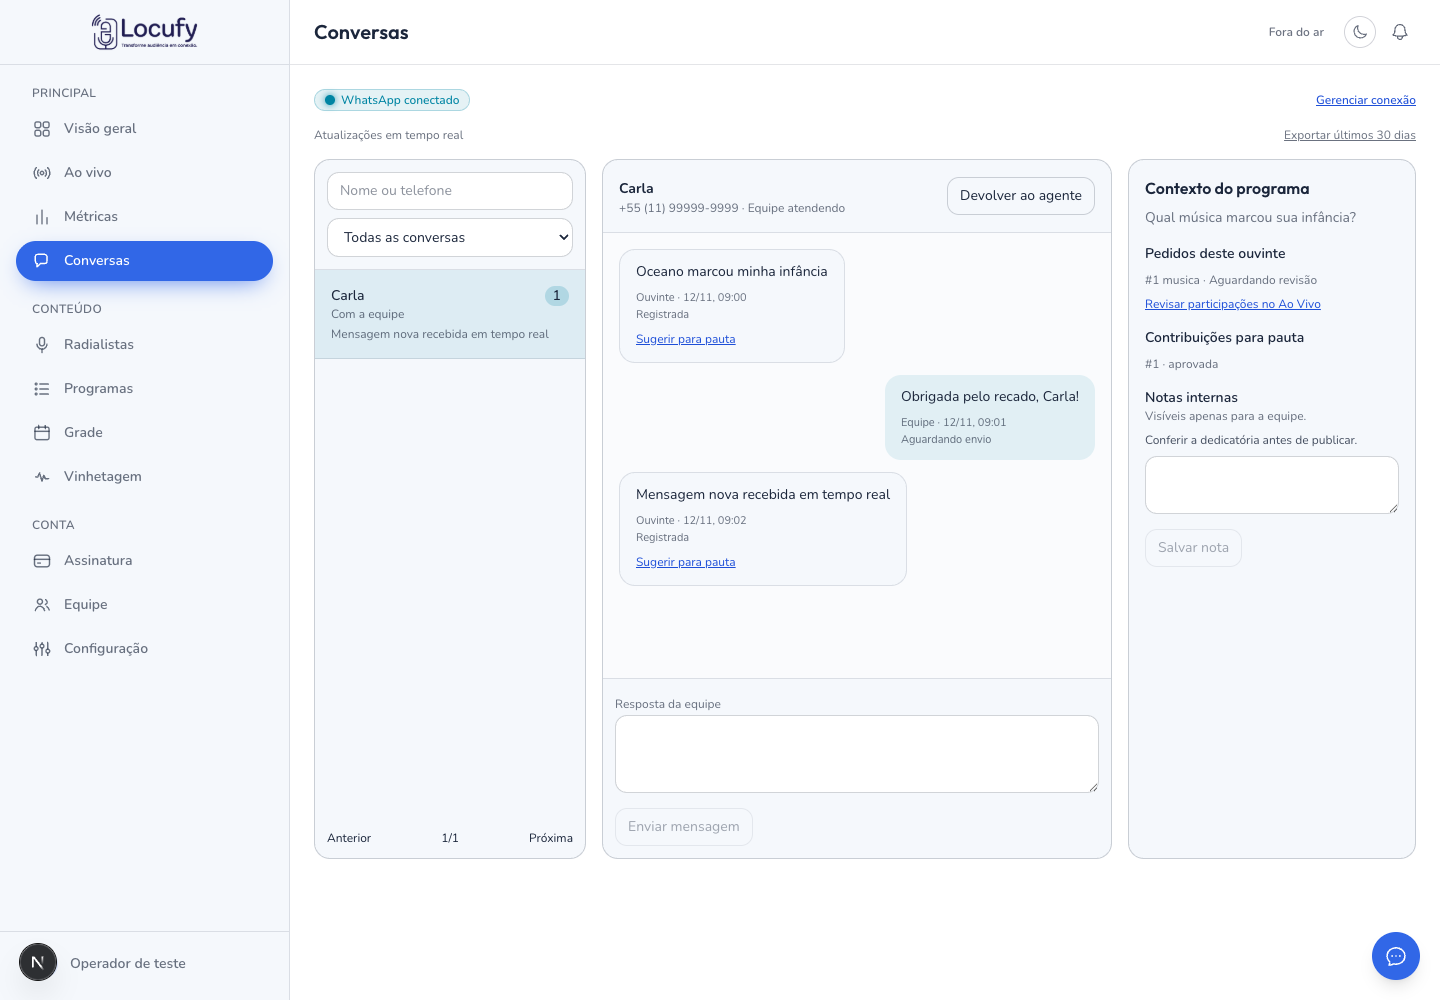 Locufy
Transforme audiência em conexão.
PRINCIPAL
Visão geral
Ao vivo
Métricas
Conversas
CONTEÚDO
Radialistas
Programas
Grade
Vinhetagem
CONTA
Assinatura
Equipe
Configuração
N
Operador de teste
Conversas
Fora do ar
WhatsApp conectado
Gerenciar conexão
Atualizações em tempo real
Exportar últimos 30 dias
Nome ou telefone
Todas as conversas
Carla
1
Com a equipe
Mensagem nova recebida em tempo real
Anterior
1/1
Próxima
Carla
+55 (11) 99999-9999 · Equipe atendendo
Devolver ao agente
Oceano marcou minha infância
Ouvinte · 12/11, 09:00
Registrada
Sugerir para pauta
Obrigada pelo recado, Carla!
Equipe · 12/11, 09:01
Aguardando envio
Mensagem nova recebida em tempo real
Ouvinte · 12/11, 09:02
Registrada
Sugerir para pauta
Resposta da equipe
Enviar mensagem
Contexto do programa
Qual música marcou sua infância?
Pedidos deste ouvinte
#1 musica · Aguardando revisão
Revisar participações no Ao Vivo
Contribuições para pauta
#1 · aprovada
Notas internas
Visíveis apenas para a equipe.
Conferir a dedicatória antes de publicar.
Salvar nota